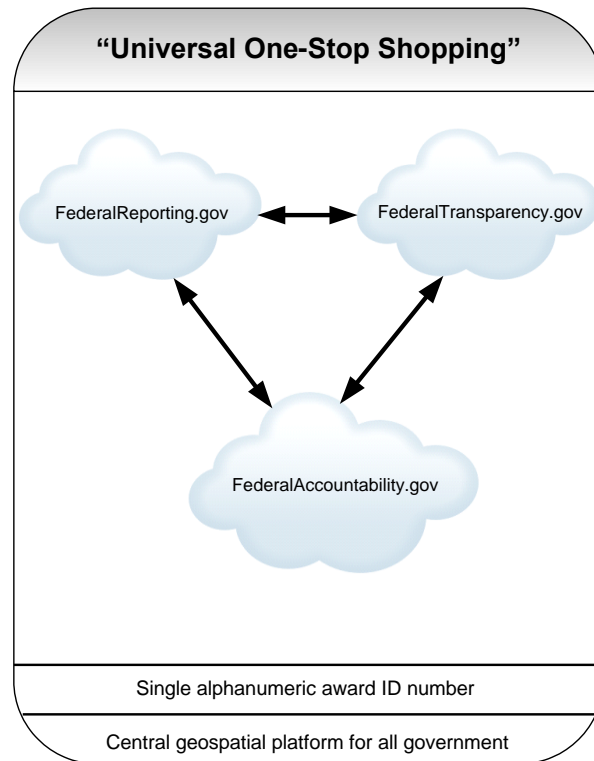 “Universal One-Stop Shopping”
FederalReporting.gov
FederalTransparency.gov
FederalAccountability.gov
Single alphanumeric award ID number
Central geospatial platform for all government